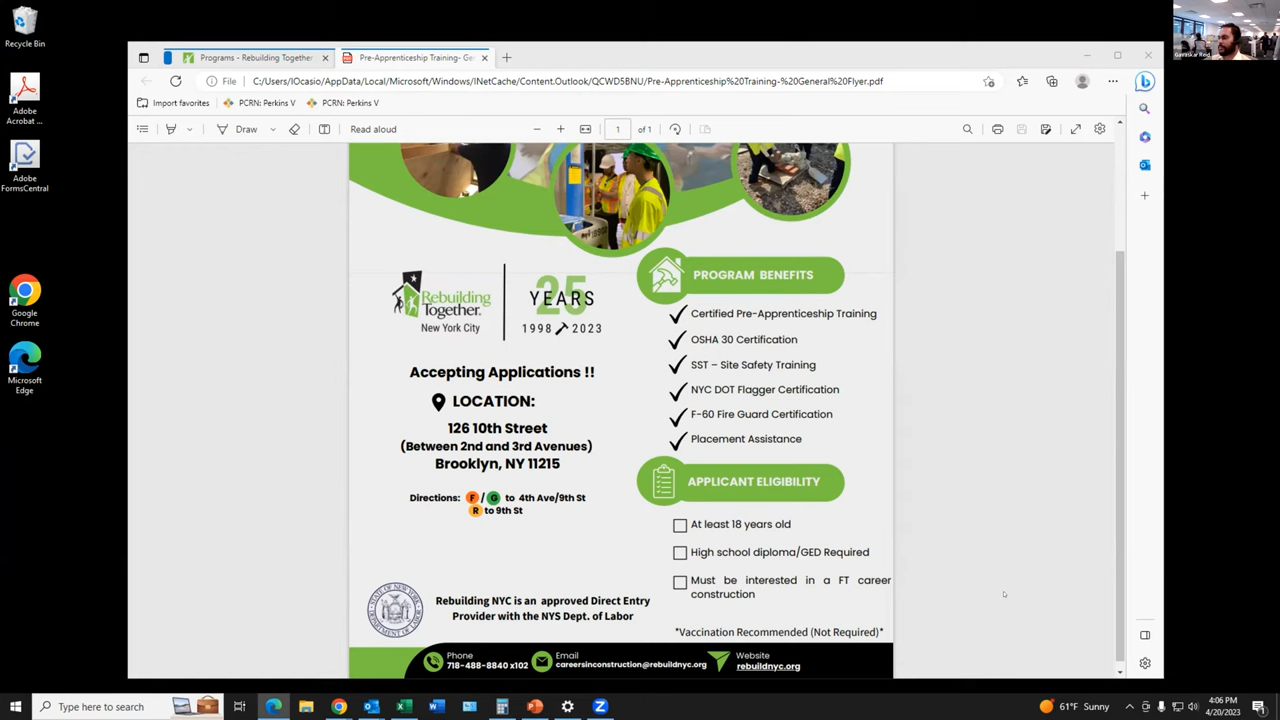 Recycle Bin
Adobe
Acrobat ...
Adobe
FormsCentral
Google
Chrome
Microsoft
Edge
Programs - Rebuilding Together
Pre-Apprenticeship Training- Ge
File
C:/Users/IOcasio/AppData/Local/Microsoft/Windows/INetCache/Content.Outlook/QCWD5BNU/Pre-Apprenticeship%20Training-%20General%20Flyer.pdf
Import favorites
PCRN: Perkins V
PCRN: Perkins V
Draw
Read aloud
1
of 1
Rebuilding
Together.
New York City
25
YEARS
1998 2023
Accepting Applications !!
LOCATION:
126 10th Street
(Between 2nd and 3rd Avenues)
Brooklyn, NY 11215
Directions: F / G to 4th Ave/9th St
R to 9th St
PROGRAM BENEFITS
Certified Pre-Apprenticeship Training
OSHA 30 Certification
SST – Site Safety Training
NYC DOT Flagger Certification
F-60 Fire Guard Certification
Placement Assistance
APPLICANT ELIGIBILITY
At least 18 years old
High school diploma/GED Required
Must be interested in a FT career
construction
*Vaccination Recommended (Not Required)*
Rebuilding NYC is an approved Direct Entry
Provider with the NYS Dept. of Labor
Phone
718-488-8840 x102
Email
careersinconstruction@rebuildnyc.org
Website
rebuildnyc.org
Type here to search
61°F Sunny
4:06 PM
4/20/2023